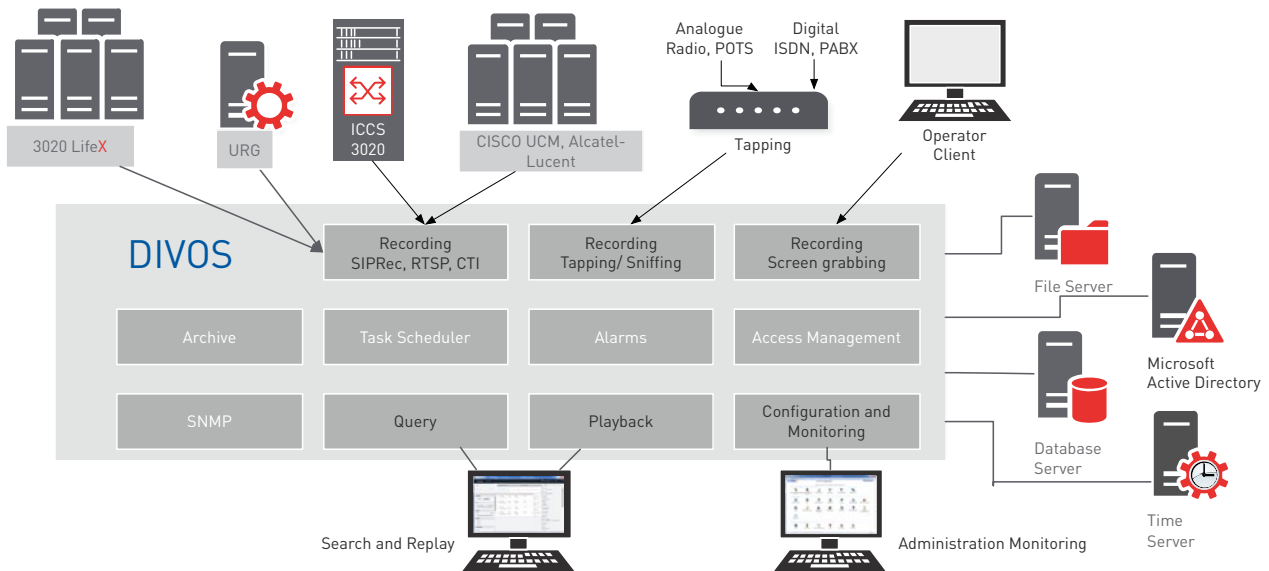 Analogue
Radio, POTS
Digital
ISDN, PABX
3020 LifeX
URG
ICCS
3020
CISCO UCM, Alcatel-
Lucent
Tapping
Operator
Client
DIVOS
Recording
SIPRec, RTSP, CTI
Recording
Tapping/ Sniffing
Recording
Screen grabbing
File Server
Archive
Task Scheduler
Alarms
Access Management
Microsoft
Active Directory
SNMP
Query
Playback
Configuration and
Monitoring
Database
Server
Time
Server
Search and Replay
Administration Monitoring